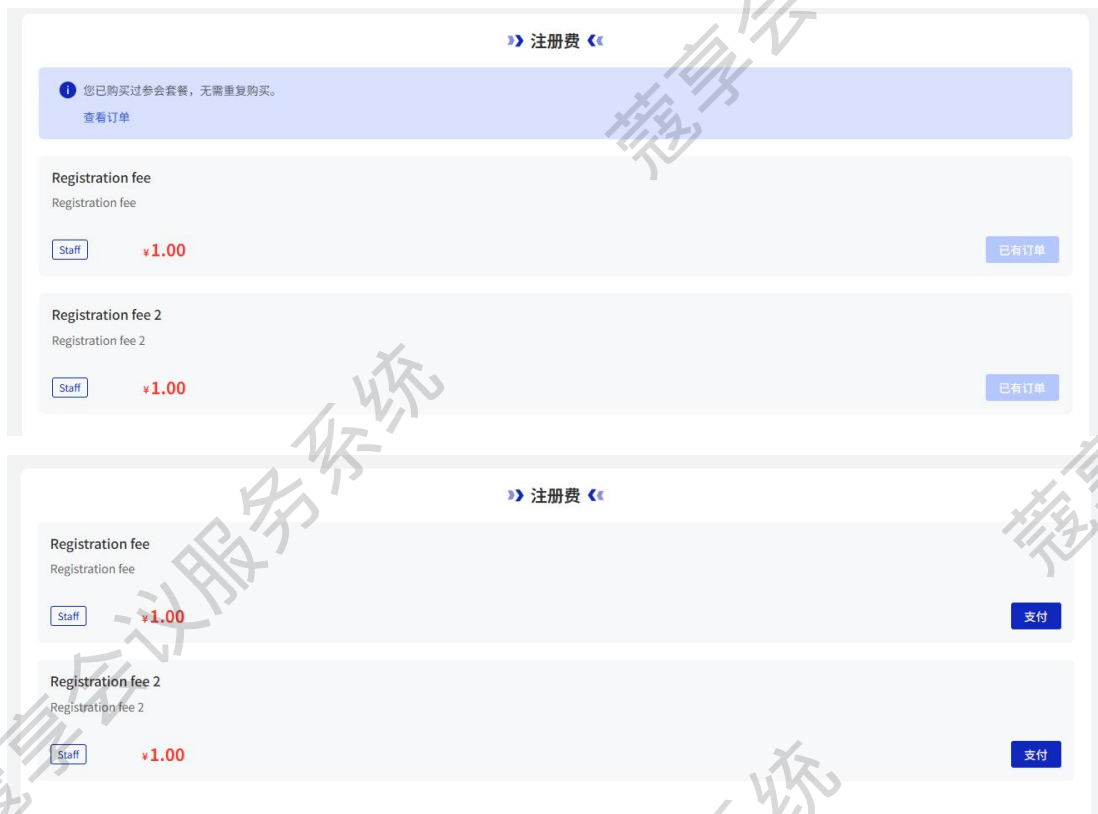 注册费
您已购买过参会套餐，无需重复购买。
查看订单
Registration fee
Registration fee
Staff ¥1.00 已有订单
Registration fee 2
Registration fee 2
Staff ¥1.00 已有订单
注册费
Registration fee
Registration fee
Staff ¥1.00 支付
Registration fee 2
Registration fee 2
Staff ¥1.00 支付
蔻享会议服务系统